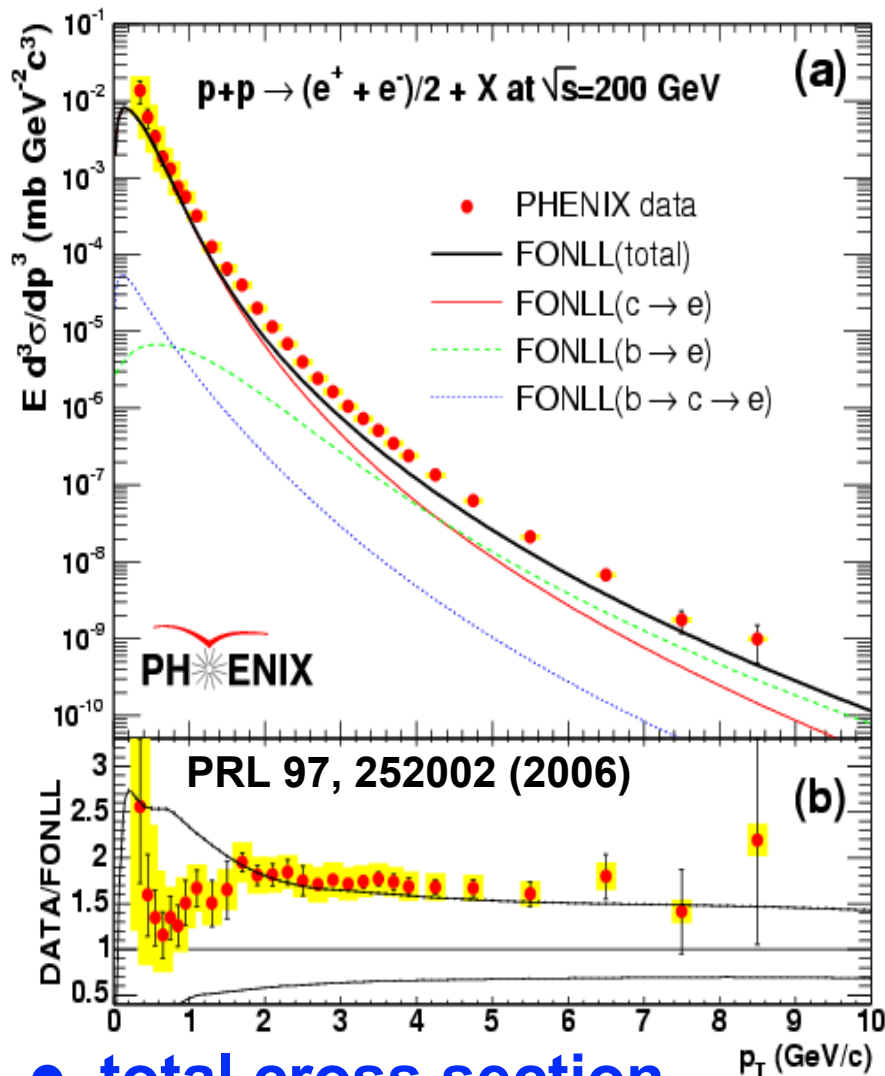 10^-1
10^-2
10^-3
10^-4
10^-5
10^-6
10^-7
10^-8
10^-9
10^-10
E d³σ/dp³ (mb GeV⁻²c³)
(a)
p+p → (e⁺ + e⁻)/2 + X at √s=200 GeV
PHENIX data
FONLL(total)
FONLL(c → e)
FONLL(b → e)
FONLL(b → c → e)
PHENIX
3
2.5
2
1.5
1
0.5
DATA/FONLL
PRL 97, 252002 (2006)
(b)
0 1 2 3 4 5 6 7 8 9 10
p_T (GeV/c)
• total cross section